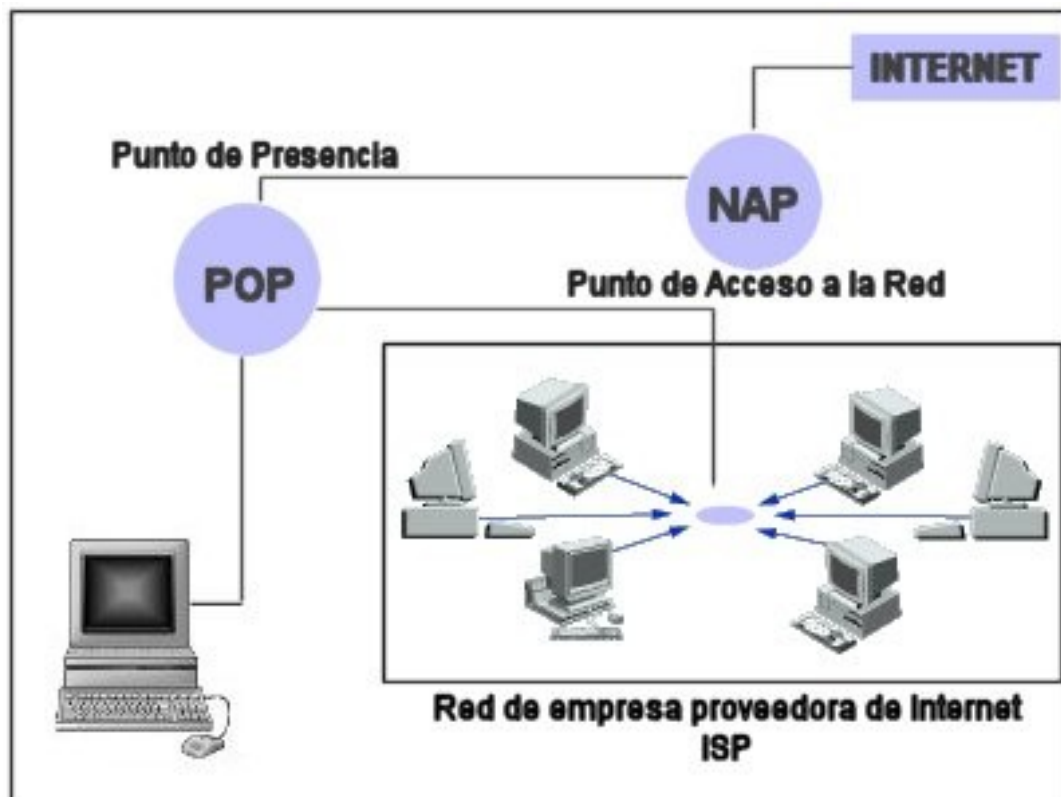 INTERNET
Punto de Presencia
NAP
POP
Punto de Acceso a la Red
Red de empresa proveedora de Internet
ISP